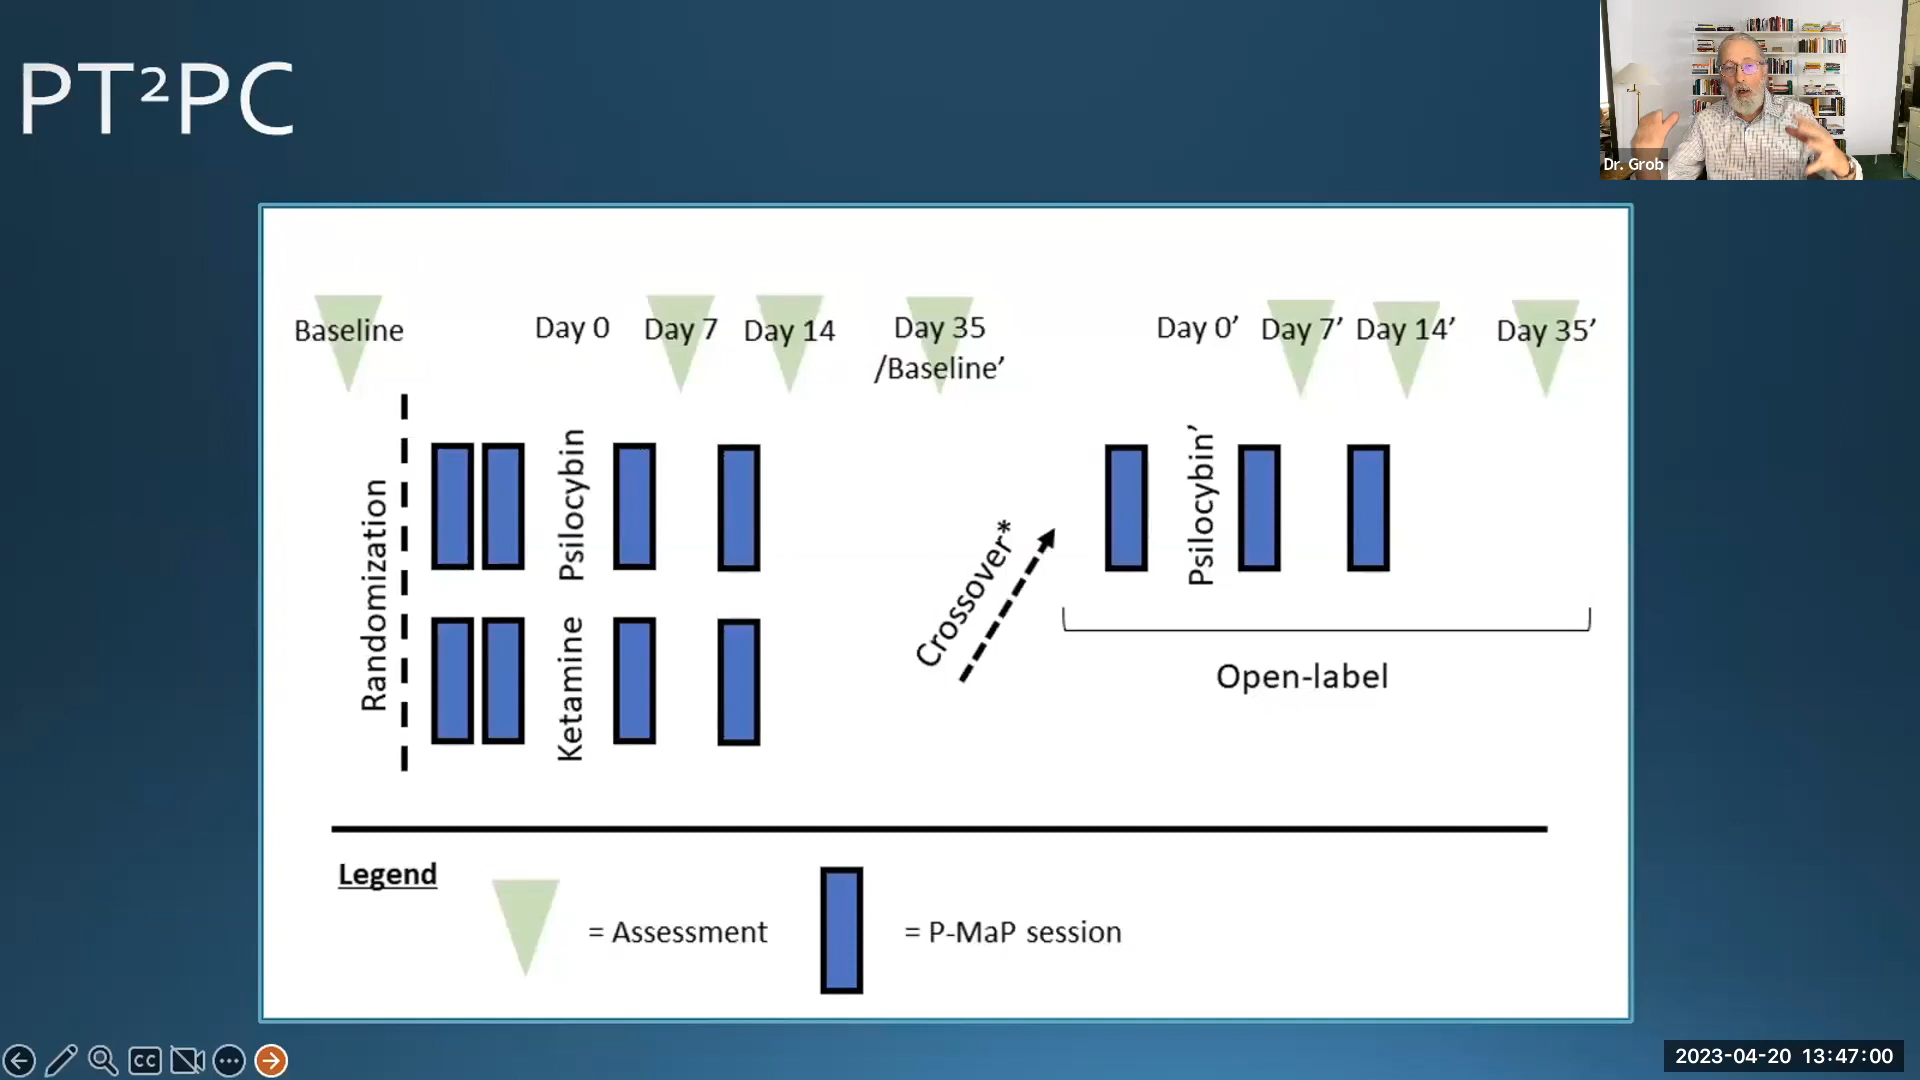 PT²PC
Dr. Grob
Baseline
Day 0
Day 7
Day 14
Day 35
/Baseline’
Day 0’
Day 7’
Day 14’
Day 35’
Randomization
Psilocybin
Ketamine
Crossover*
Psilocybin’
Open-label
Legend
= Assessment
= P-MaP session
CC
2023-04-20 13:47:00